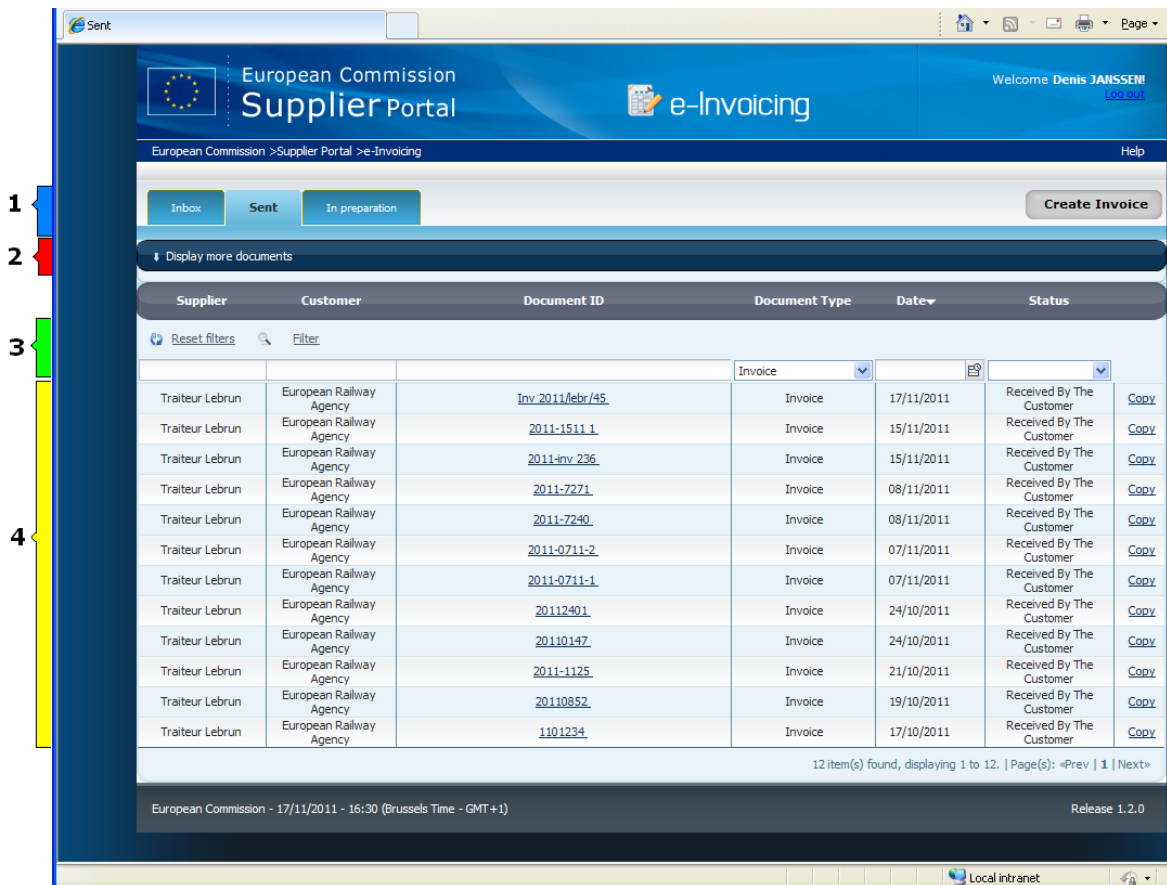 Sent
Page
European Commission
Supplier Portal
e-Invoicing
Welcome Denis JANSSEN!
Log out
European Commission >Supplier Portal >e-Invoicing Help
1
Inbox Sent In preparation Create Invoice
2
Display more documents
Supplier Customer Document ID Document Type Date Status
3
Reset filters Filter
Invoice
4
Traiteur Lebrun European Railway Agency Inv 2011/lebr/45 Invoice 17/11/2011 Received By The Customer Copy
Traiteur Lebrun European Railway Agency 2011-1511 1 Invoice 15/11/2011 Received By The Customer Copy
Traiteur Lebrun European Railway Agency 2011-inv 236 Invoice 15/11/2011 Received By The Customer Copy
Traiteur Lebrun European Railway Agency 2011-7271 Invoice 08/11/2011 Received By The Customer Copy
Traiteur Lebrun European Railway Agency 2011-7240 Invoice 08/11/2011 Received By The Customer Copy
Traiteur Lebrun European Railway Agency 2011-0711-2 Invoice 07/11/2011 Received By The Customer Copy
Traiteur Lebrun European Railway Agency 2011-0711-1 Invoice 07/11/2011 Received By The Customer Copy
Traiteur Lebrun European Railway Agency 20112401 Invoice 24/10/2011 Received By The Customer Copy
Traiteur Lebrun European Railway Agency 20110147 Invoice 24/10/2011 Received By The Customer Copy
Traiteur Lebrun European Railway Agency 2011-1125 Invoice 21/10/2011 Received By The Customer Copy
Traiteur Lebrun European Railway Agency 20110852 Invoice 19/10/2011 Received By The Customer Copy
Traiteur Lebrun European Railway Agency 1101234 Invoice 17/10/2011 Received By The Customer Copy
12 item(s) found, displaying 1 to 12. | Page(s): «Prev | 1 | Next»
European Commission - 17/11/2011 - 16:30 (Brussels Time - GMT+1) Release 1.2.0
Local intranet